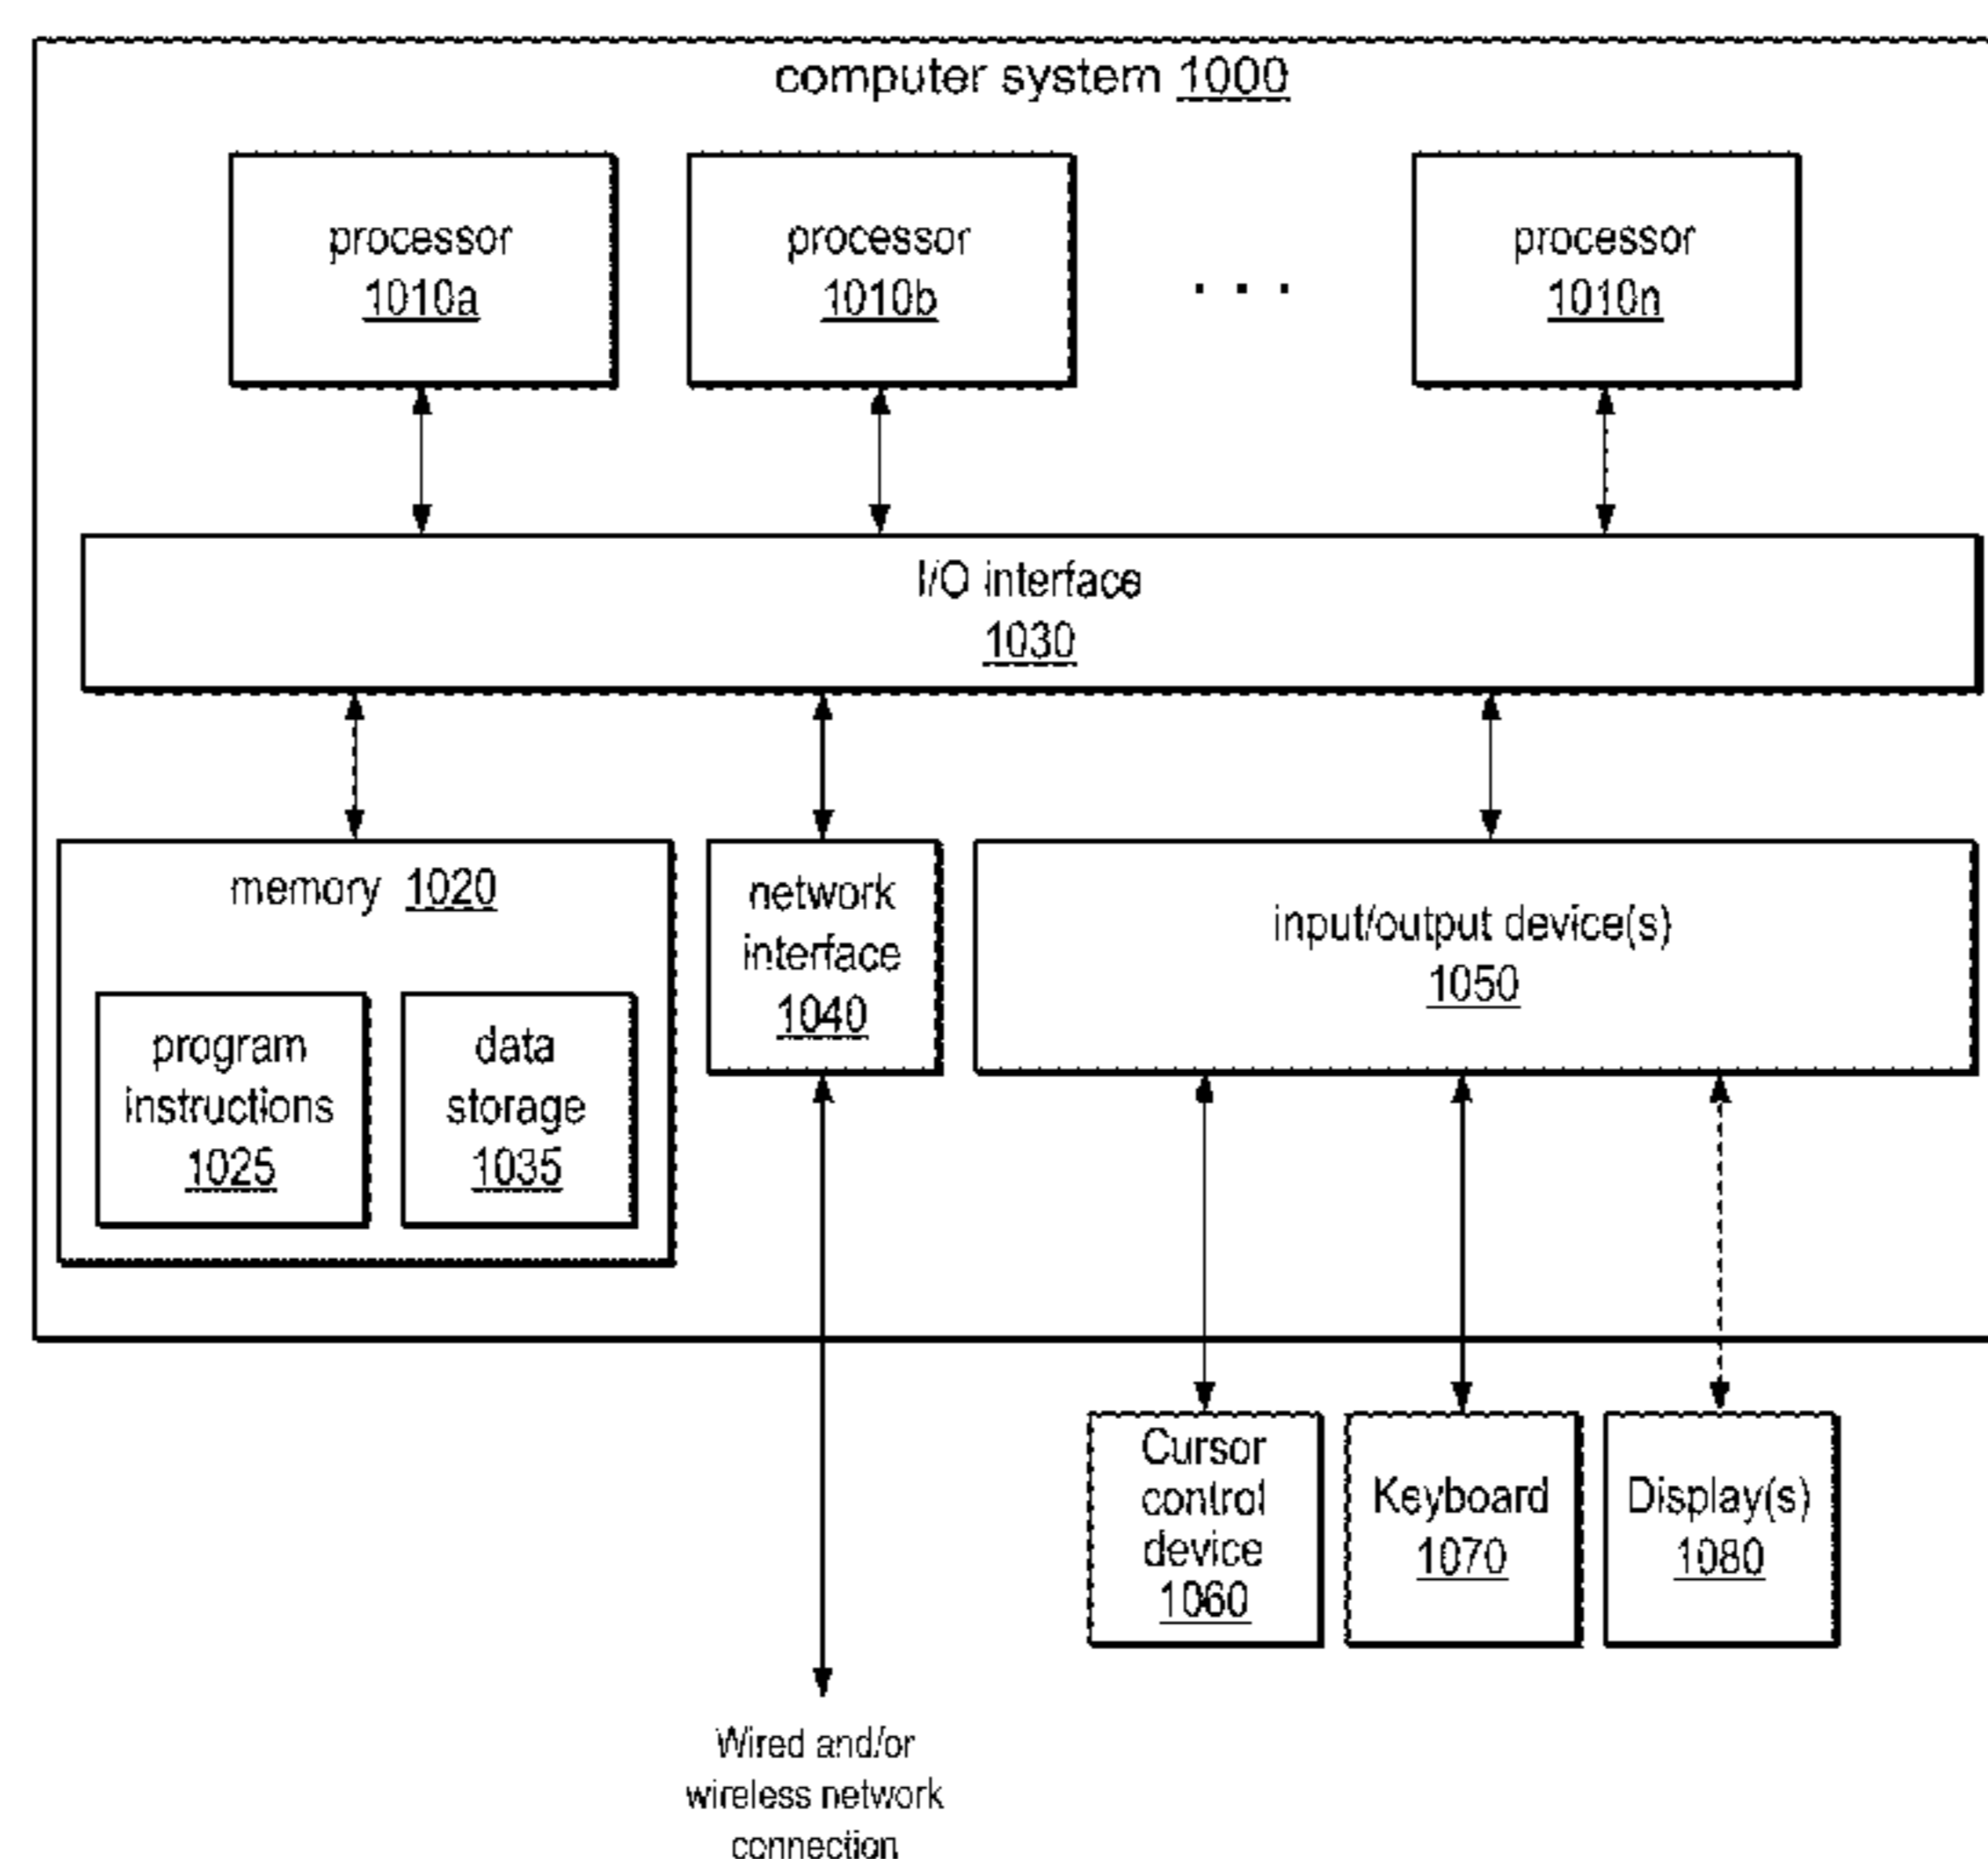 computer system 1000
processor
1010a
processor
1010b
. . .
processor
1010n
I/O interface
1030
memory 1020
program
instructions
1025
data
storage
1035
network
interface
1040
input/output device(s)
1050
Cursor
control
device
1060
Keyboard
1070
Display(s)
1080
Wired and/or
wireless network
connection